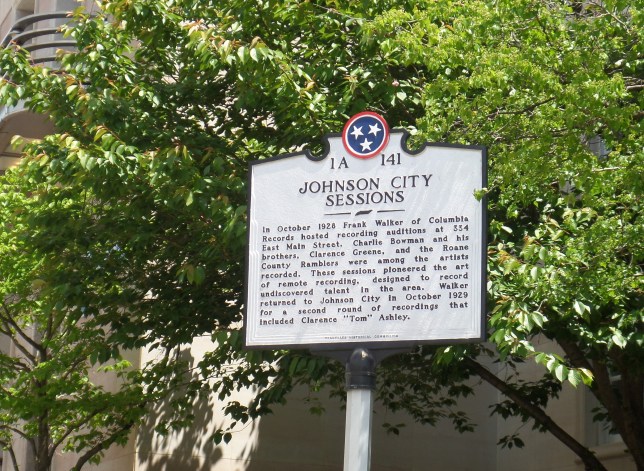 1A 141
JOHNSON CITY
SESSIONS
In October 1928 Frank Walker of Columbia
Records hosted recording auditions at 334
East Main Street. Charlie Bowman and his
brothers, Clarence Greene, and the Roane
County Ramblers were among the artists
recorded. These sessions pioneered the art
of remote recording, designed to record
undiscovered talent in the area. Walker
returned to Johnson City in October 1929
for a second round of recordings that
included Clarence "Tom" Ashley.
TENNESSEE HISTORICAL COMMISSION